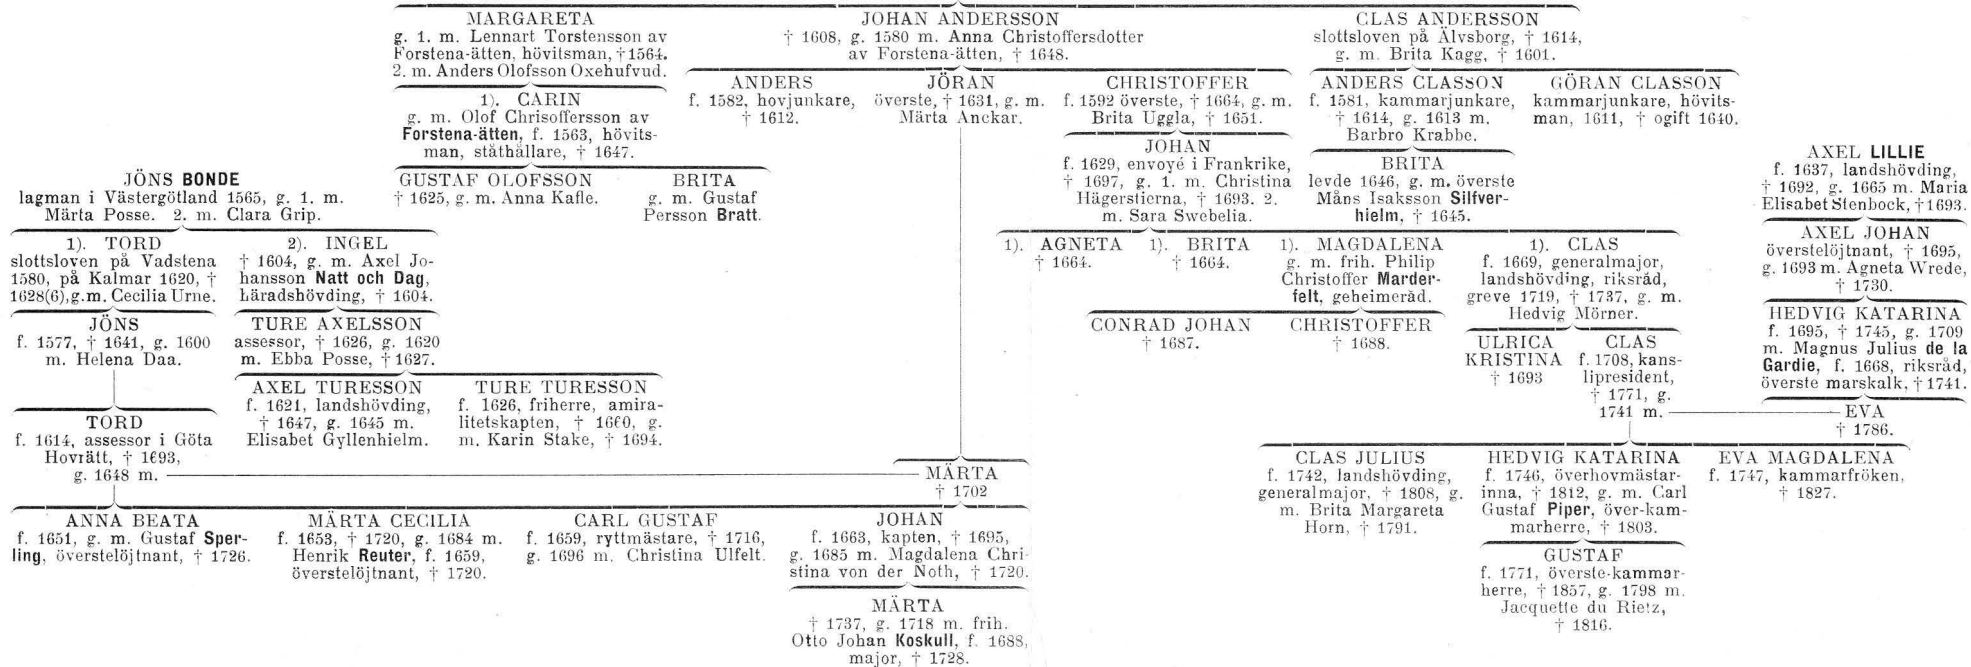 MARGARETA
g. 1. m. Lennart Torstensson av
Forstena-ätten, hövitsman, † 1564.
2. m. Anders Olofsson Oxehufvud.
JOHAN ANDERSSON
† 1608, g. 1580 m. Anna Christoffersdotter
av Forstena-ätten, † 1648.
CLAS ANDERSSON
slottsloven på Älvsborg, † 1614,
g. m. Brita Kagg, † 1601.
1). CARIN
g. m. Olof Chrisoffersson av
Forstena-ätten, f. 1563, hövits-
man, ståthållare, † 1647.
ANDERS
f. 1582, hovjunkare,
† 1612.
JÖRAN
överste, † 1631, g. m.
Märta Anckar.
CHRISTOFFER
f. 1592 överste, † 1664, g. m.
Brita Uggla, † 1651.
ANDERS CLASSON
f. 1581, kammarjunkare,
† 1614, g. 1613 m.
Barbro Krabbe.
GÖRAN CLASSON
kammarjunkare, hövits-
man, 1611, † ogift 1640.
GUSTAF OLOFSSON
† 1625, g. m. Anna Kafle.
BRITA
g. m. Gustaf
Persson Bratt.
JOHAN
f. 1629, envoyé i Frankrike,
† 1697, g. 1. m. Christina
Hägerstierna, † 1693. 2.
m. Sara Swebelia.
BRITA
levde 1646, g. m. överste
Måns Isaksson Silfver-
hielm, † 1645.
AXEL LILLIE
f. 1637, landshövding,
† 1692, g. 1665 m. Maria
Elisabet Stenbock, † 1693.
JÖNS BONDE
lagman i Västergötland 1565, g. 1. m.
Märta Posse. 2. m. Clara Grip.
1). TORD
slottsloven på Vadstena
1580, på Kalmar 1620, †
1628(6), g. m. Cecilia Urne.
2). INGEL
† 1604, g. m. Axel Jo-
hansson Natt och Dag,
häradshövding, † 1604.
1). AGNETA
† 1664.
1). BRITA
† 1664.
1). MAGDALENA
g. m. frih. Philip
Christoffer Marder-
felt, geheimeråd.
1). CLAS
f. 1669, generalmajor,
landshövding, riksråd,
greve 1719, † 1737, g. m.
Hedvig Mörner.
AXEL JOHAN
överstelöjtnant, † 1695,
g. 1693 m. Agneta Wrede,
† 1730.
JÖNS
f. 1577, † 1641, g. 1600
m. Helena Daa.
TURE AXELSSON
assessor, † 1626, g. 1620
m. Ebba Posse, † 1627.
CONRAD JOHAN
† 1687.
CHRISTOFFER
† 1688.
ULRICA
KRISTINA
† 1693
CLAS
f. 1708, kans-
lipresident,
† 1771, g.
1741 m.
HEDVIG KATARINA
f. 1695, † 1745, g. 1709
m. Magnus Julius de la
Gardie, f. 1668, riksråd,
överste marskalk, † 1741.
EVA
† 1786.
AXEL TURESSON
f. 1621, landshövding,
† 1647, g. 1645 m.
Elisabet Gyllenhielm.
TURE TURESSON
f. 1626, friherre, amira-
litetskapten, † 1660, g.
m. Karin Stake, † 1694.
TORD
f. 1614, assessor i Göta
Hovrätt, † 1693,
g. 1648 m.
MÄRTA
† 1702
CLAS JULIUS
f. 1742, landshövding,
generalmajor, † 1808, g.
m. Brita Margareta
Horn, † 1791.
HEDVIG KATARINA
f. 1746, överhovmästar-
inna, † 1812, g. m. Carl
Gustaf Piper, över-kam-
marherre, † 1803.
EVA MAGDALENA
f. 1747, kammarfröken,
† 1827.
ANNA BEATA
f. 1651, g. m. Gustaf Sper-
ling, överstelöjtnant, † 1726.
MÄRTA CECILIA
f. 1653, † 1720, g. 1684 m.
Henrik Reuter, f. 1659,
överstelöjtnant, † 1720.
CARL GUSTAF
f. 1659, ryttmästare, † 1716,
g. 1696 m. Christina Ulfelt.
JOHAN
f. 1663, kapten, † 1695,
g. 1685 m. Magdalena Chri-
stina von der Noth, † 1720.
GUSTAF
f. 1771, överste-kammar-
herre, † 1857, g. 1798 m.
Jacquette du Rietz,
† 1816.
MÄRTA
† 1737, g. 1718 m. frih.
Otto Johan Koskull, f. 1688,
major, † 1728.